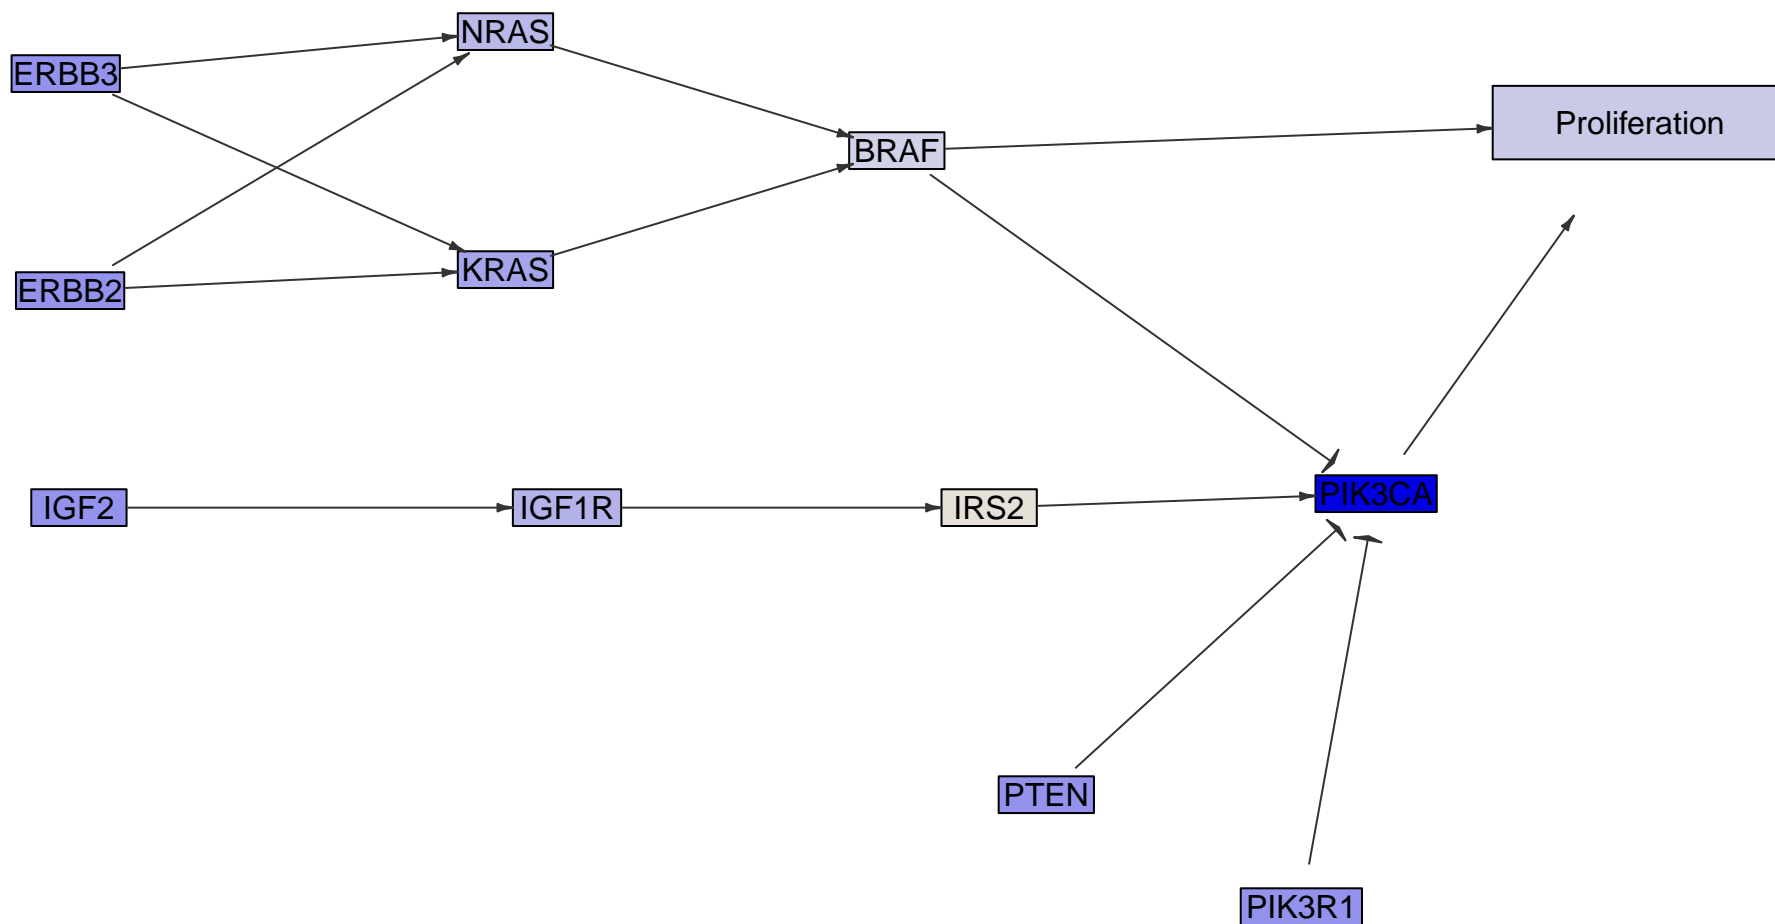 NRAS
ERBB3
Proliferation
BRAF
KRAS
ERBB2
PIK3CA
IGF2
IGF1R
IRS2
PTEN
PIK3R1